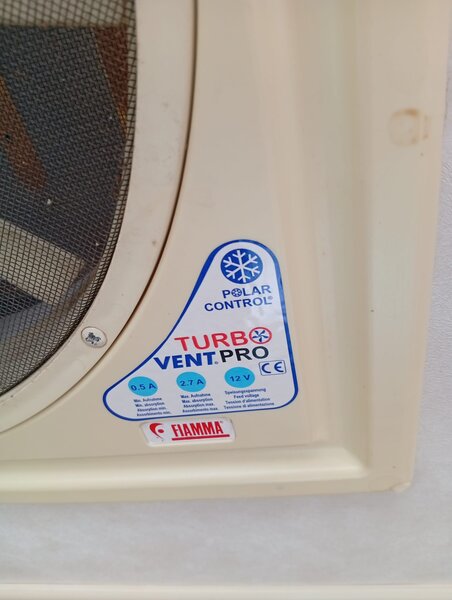 POLAR
CONTROL®
TURBO
VENT® PRO
CE
0.5 A
2.7 A
12 V
Min. Aufnahme
Min. absorption
Absorption min.
Assorbimento min.
Max. Aufnahme
Max. absorption
Absorption max.
Assorbimento max.
Speisungsspannung
Feed voltage
Tension d'alimentation
Tensione di alimentazione
FIAMMA®